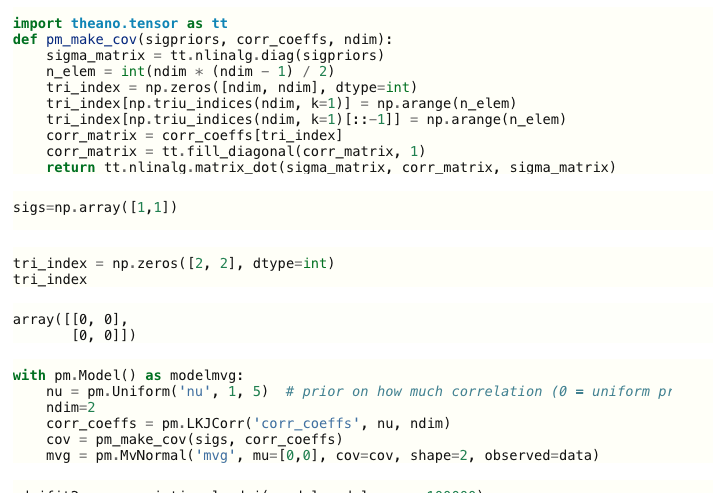 import theano.tensor as tt
def pm_make_cov(sigpriors, corr_coeffs, ndim):
    sigma_matrix = tt.nlinalg.diag(sigpriors)
    n_elem = int(ndim * (ndim - 1) / 2)
    tri_index = np.zeros([ndim, ndim], dtype=int)
    tri_index[np.triu_indices(ndim, k=1)] = np.arange(n_elem)
    tri_index[np.triu_indices(ndim, k=1)[::-1]] = np.arange(n_elem)
    corr_matrix = corr_coeffs[tri_index]
    corr_matrix = tt.fill_diagonal(corr_matrix, 1)
    return tt.nlinalg.matrix_dot(sigma_matrix, corr_matrix, sigma_matrix)
sigs=np.array([1,1])
tri_index = np.zeros([2, 2], dtype=int)
tri_index
array([[0, 0],
       [0, 0]])
with pm.Model() as modelmvg:
    nu = pm.Uniform('nu', 1, 5)  # prior on how much correlation (0 = uniform pr
    ndim=2
    corr_coeffs = pm.LKJCorr('corr_coeffs', nu, ndim)
    cov = pm_make_cov(sigs, corr_coeffs)
    mvg = pm.MvNormal('mvg', mu=[0,0], cov=cov, shape=2, observed=data)